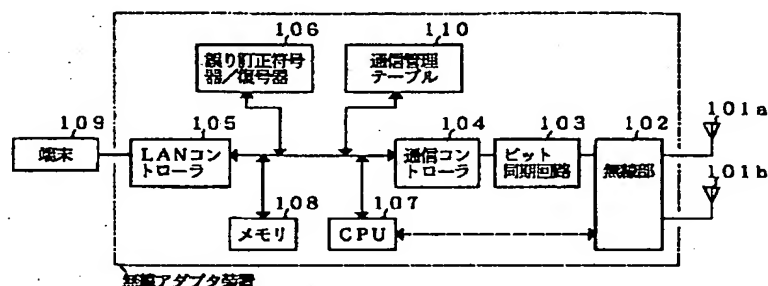 106
110
誤り訂正符号
器／復号器
通信管理
テーブル
101a
109
105
104
103
102
端末
LANコン
トローラ
通信コン
トローラ
ビット
同期回路
無線部
101b
108
107
メモリ
CPU
無線アダプタ装置